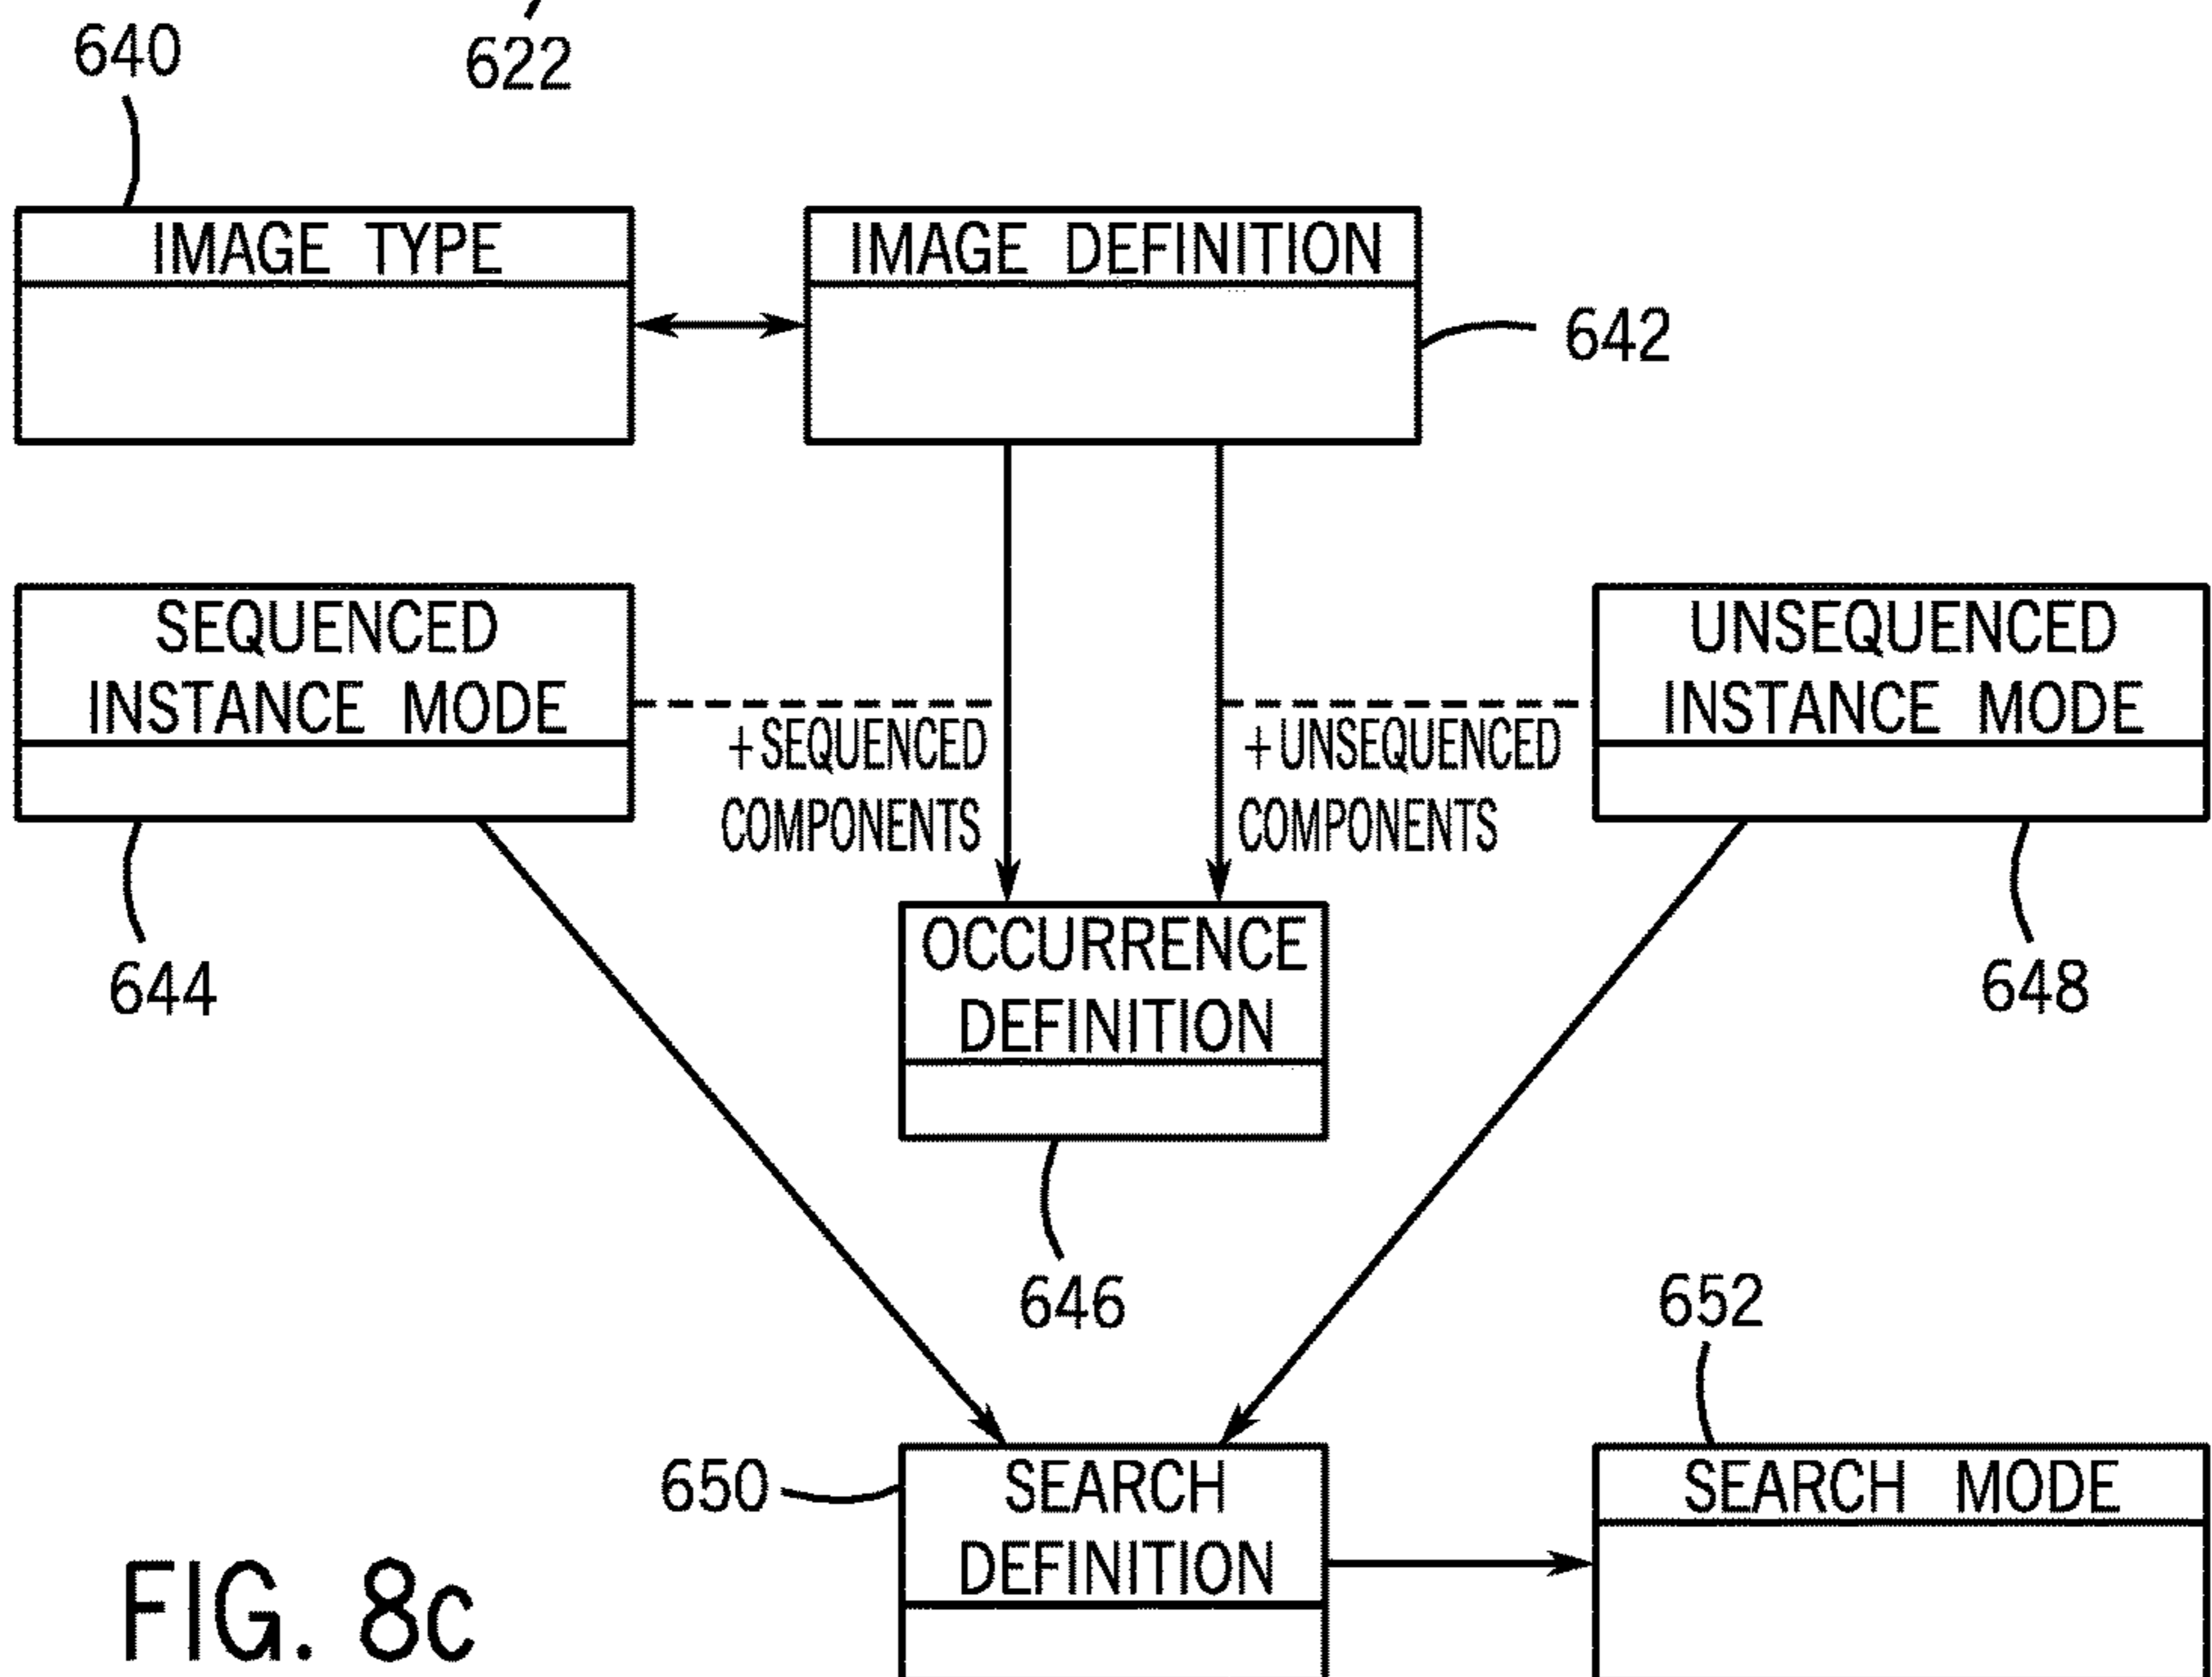 640
622
IMAGE TYPE
IMAGE DEFINITION
642
SEQUENCED
INSTANCE MODE
UNSEQUENCED
INSTANCE MODE
+ SEQUENCED
COMPONENTS
+ UNSEQUENCED
COMPONENTS
644
OCCURRENCE
DEFINITION
648
646
652
650
SEARCH
DEFINITION
SEARCH MODE
FIG. 8c